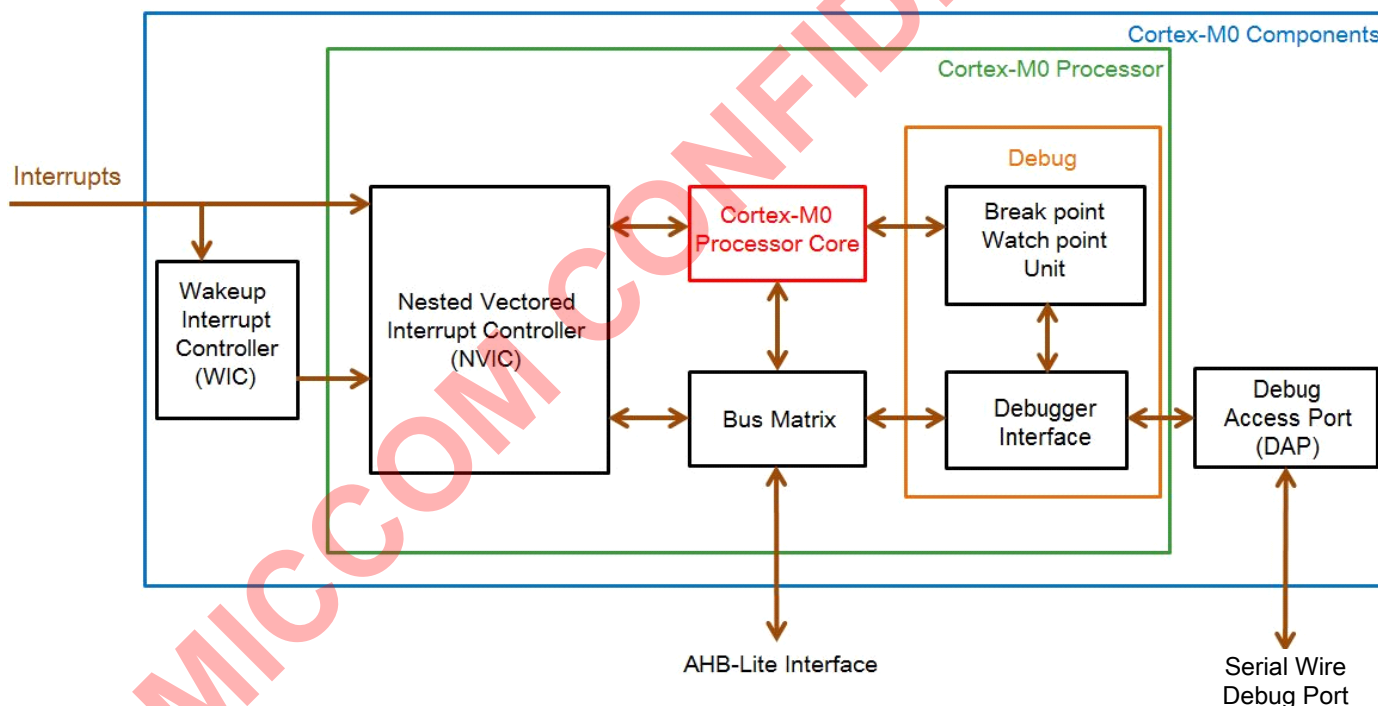 Cortex-M0 Components
Cortex-M0 Processor
Debug
Interrupts
Cortex-M0
Processor Core
Break point
Watch point
Unit
Wakeup
Interrupt
Controller
(WIC)
Nested Vectored
Interrupt Controller
(NVIC)
Bus Matrix
Debugger
Interface
Debug
Access Port
(DAP)
AHB-Lite Interface
Serial Wire
Debug Port
MICCOM CONFID